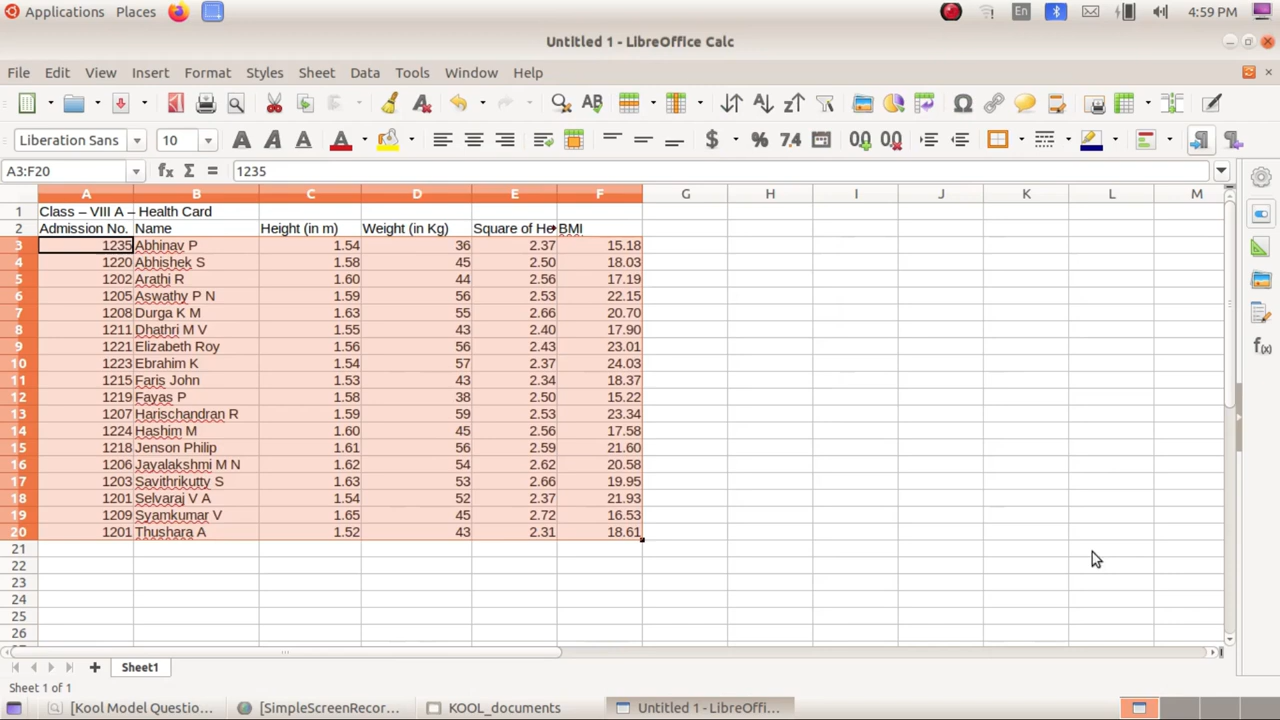 Applications Places En 4:59 PM
Untitled 1 - LibreOffice Calc
File Edit View Insert Format Styles Sheet Data Tools Window Help
Liberation Sans 10 $ % 7.4
A3:F20 fx Σ = 1235
A B C D E F G H I J K L M
1 Class – VIII A – Health Card
2 Admission No. Name Height (in m) Weight (in Kg) Square of He BMI
3 1235 Abhinav P 1.54 36 2.37 15.18
4 1220 Abhishek S 1.58 45 2.50 18.03
5 1202 Arathi R 1.60 44 2.56 17.19
6 1205 Aswathy P N 1.59 56 2.53 22.15
7 1208 Durga K M 1.63 55 2.66 20.70
8 1211 Dhathri M V 1.55 43 2.40 17.90
9 1221 Elizabeth Roy 1.56 56 2.43 23.01
10 1223 Ebrahim K 1.54 57 2.37 24.03
11 1215 Faris John 1.53 43 2.34 18.37
12 1219 Fayas P 1.58 38 2.50 15.22
13 1207 Harischandran R 1.59 59 2.53 23.34
14 1224 Hashim M 1.60 45 2.56 17.58
15 1218 Jenson Philip 1.61 56 2.59 21.60
16 1206 Jayalakshmi M N 1.62 54 2.62 20.58
17 1203 Savithrikutty S 1.63 53 2.66 19.95
18 1201 Selvaraj V A 1.54 52 2.37 21.93
19 1209 Syamkumar V 1.65 45 2.72 16.53
20 1201 Thushara A 1.52 43 2.31 18.61
21
22
23
24
25
26
Sheet1
Sheet 1 of 1
[Kool Model Questio... [SimpleScreenRecor... KOOL_documents Untitled 1 - LibreOffi...